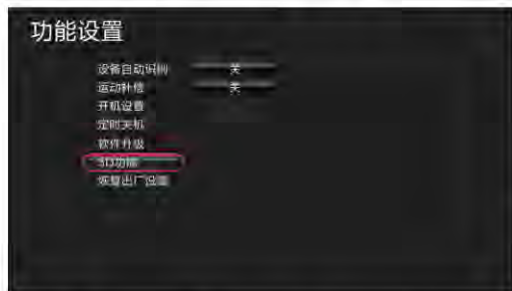 功能设置
设备自动识别 关
运动补偿 关
开机设置
定时关机
软件升级
3D功能
恢复出厂设置